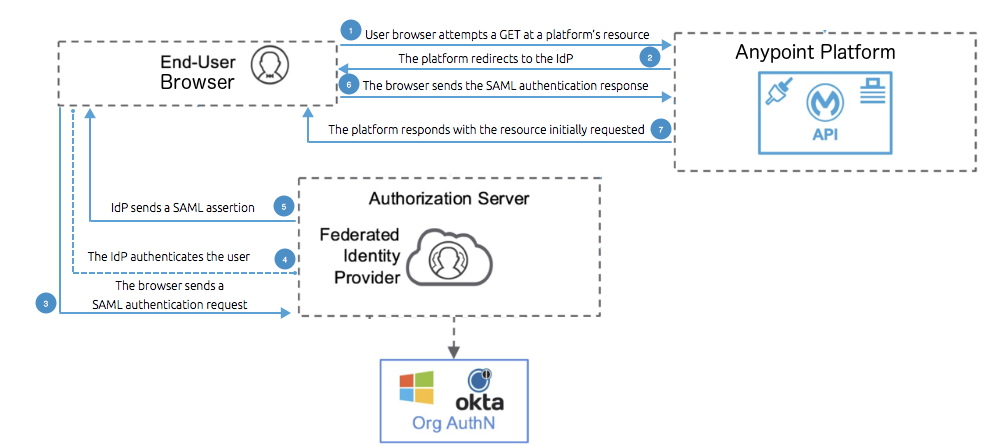 1 User browser attempts a GET at a platform's resource
The platform redirects to the IdP 2
6 The browser sends the SAML authentication response
The platform responds with the resource initially requested 7
End-User
Browser
Anypoint Platform
API
IdP sends a SAML assertion 5
The IdP authenticates the user 4
The browser sends a
3 SAML authentication request
Authorization Server
Federated
Identity
Provider
okta
Org AuthN